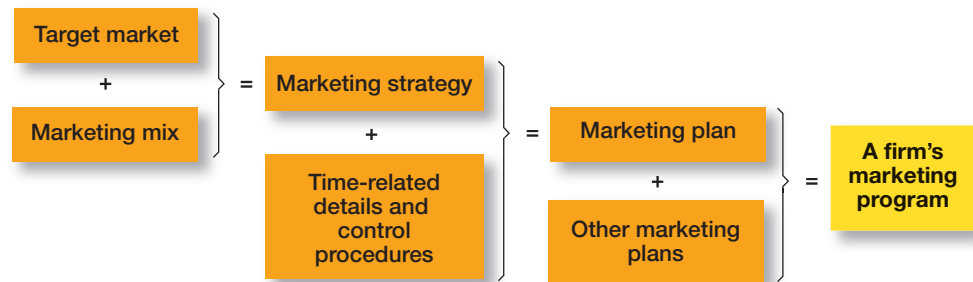 Target market
+
Marketing mix
=
Marketing strategy
+
Time-related
details and
control
procedures
=
Marketing plan
+
Other marketing
plans
=
A firm’s
marketing
program